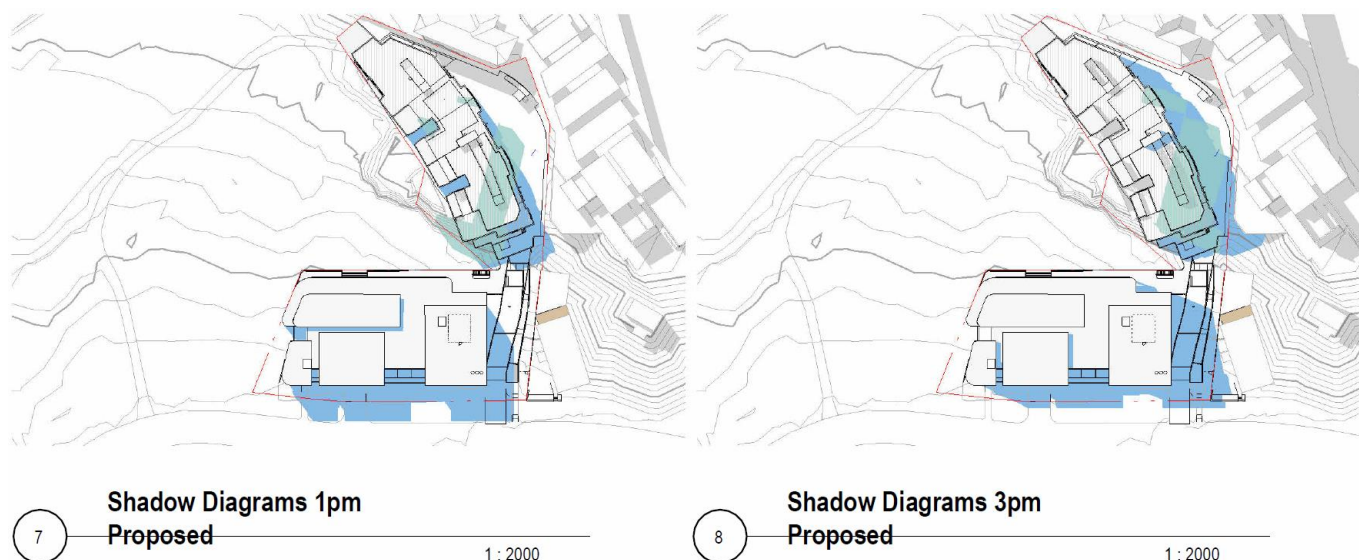 Shadow Diagrams 1pm
7 Proposed
1 : 2000
Shadow Diagrams 3pm
8 Proposed
1 : 2000